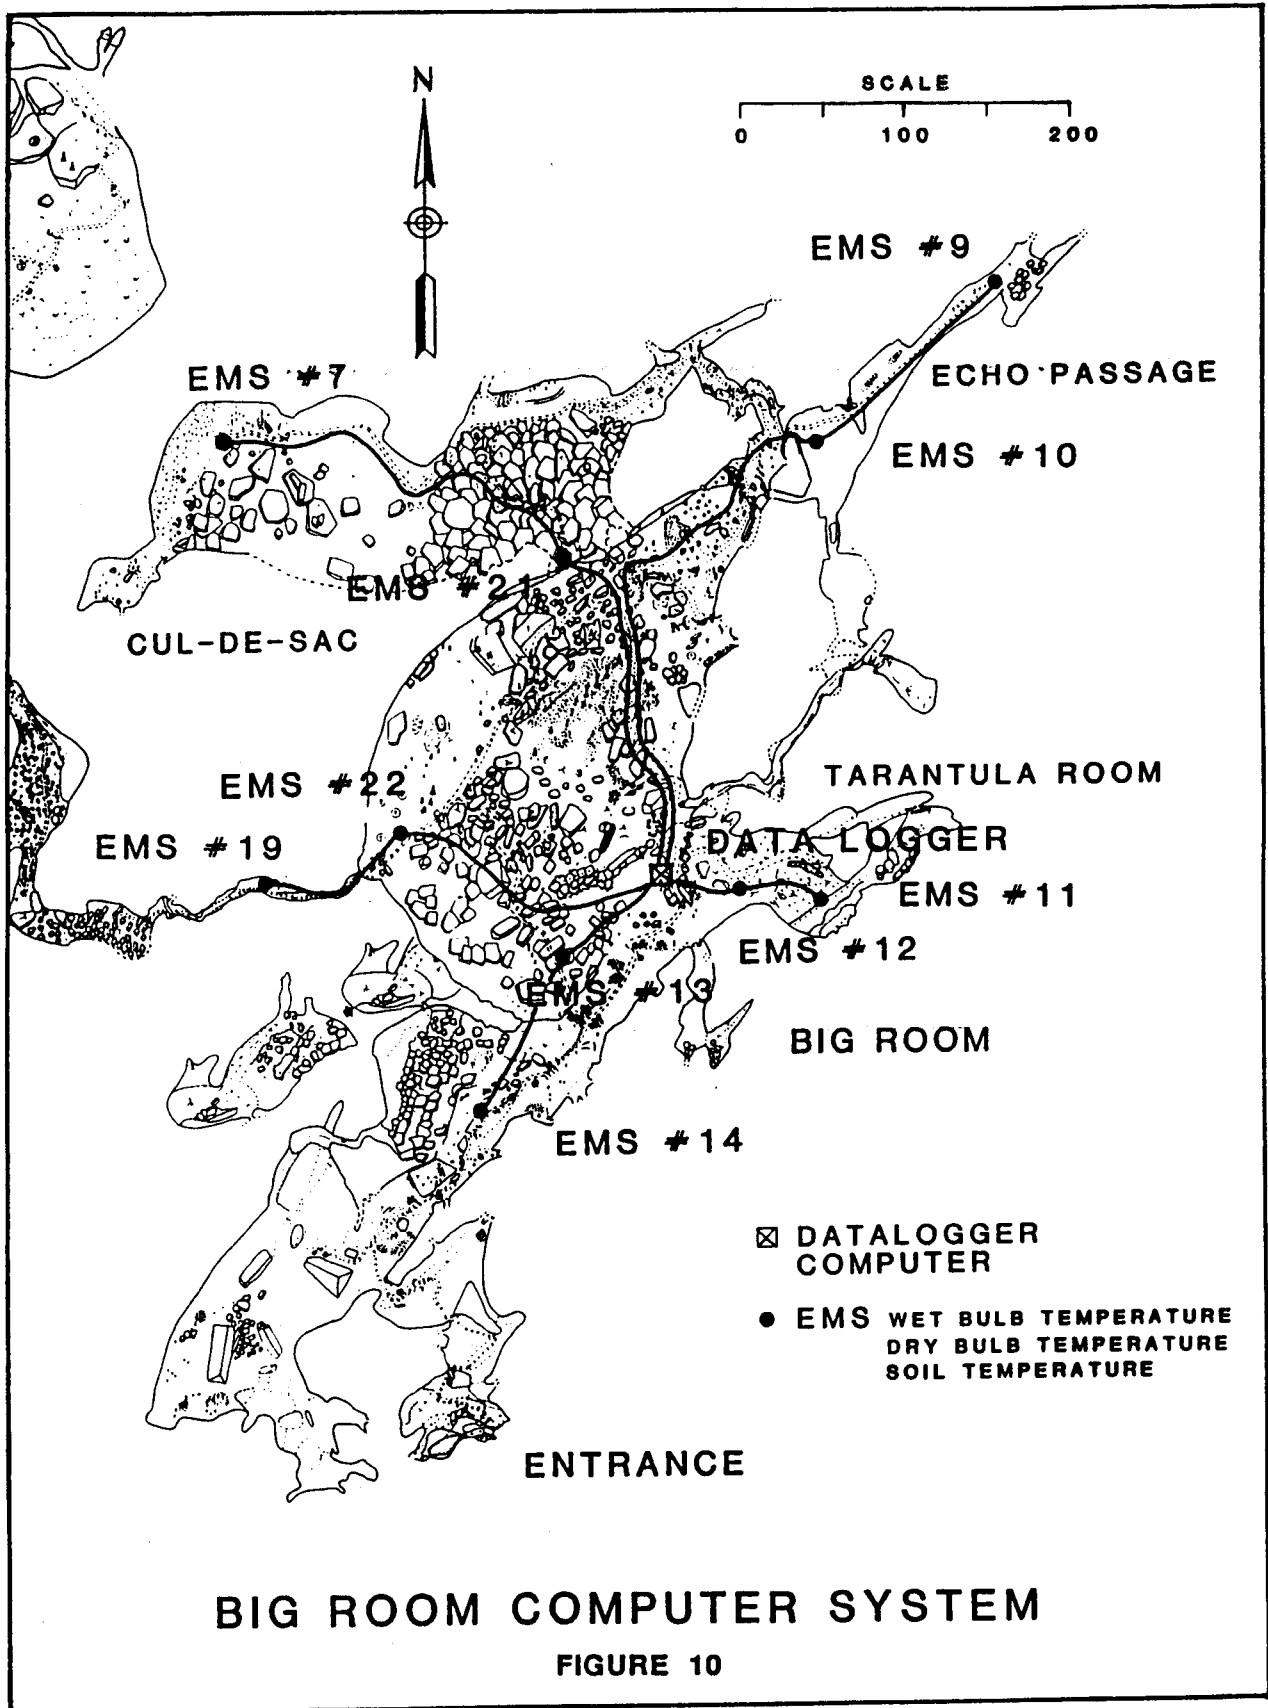 SCALE
N
0 100 200
EMS #9
EMS #7
ECHO PASSAGE
EMS #10
EMS #21
CUL-DE-SAC
TARANTULA ROOM
EMS #22
DATA LOGGER
EMS #19
EMS #11
EMS #12
EMS #13
BIG ROOM
EMS #14
DATALOGGER
COMPUTER
EMS WET BULB TEMPERATURE
DRY BULB TEMPERATURE
SOIL TEMPERATURE
ENTRANCE
BIG ROOM COMPUTER SYSTEM
FIGURE 10